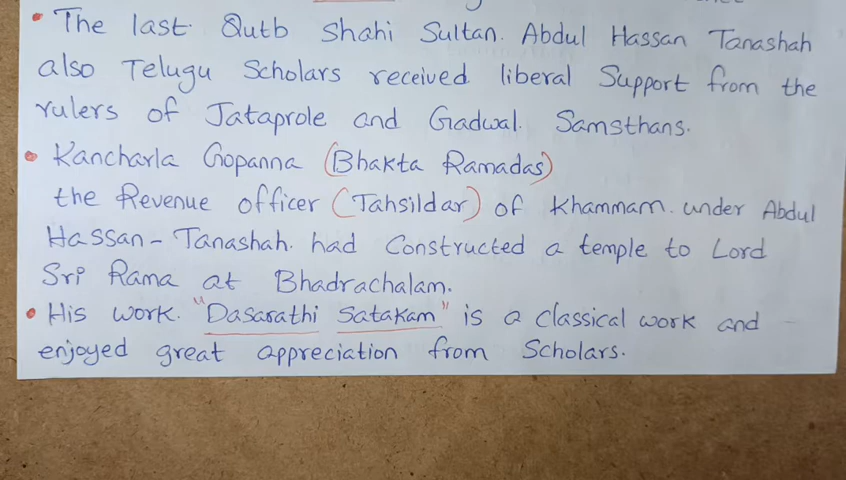 • The last Qutb Shahi Sultan. Abdul Hassan Tanashah
also Telugu Scholars received liberal Support from the
rulers of Jataprole and Gadwal Samsthans.
• Kancharla Gopanna (Bhakta Ramadas)
the Revenue officer (Tahsildar) of Khammam. under Abdul
Hassan - Tanashah. had Constructed a temple to Lord
Sri Rama at Bhadrachalam.
• His work. "Dasarathi Satakam" is a classical work and
enjoyed great appreciation from Scholars.